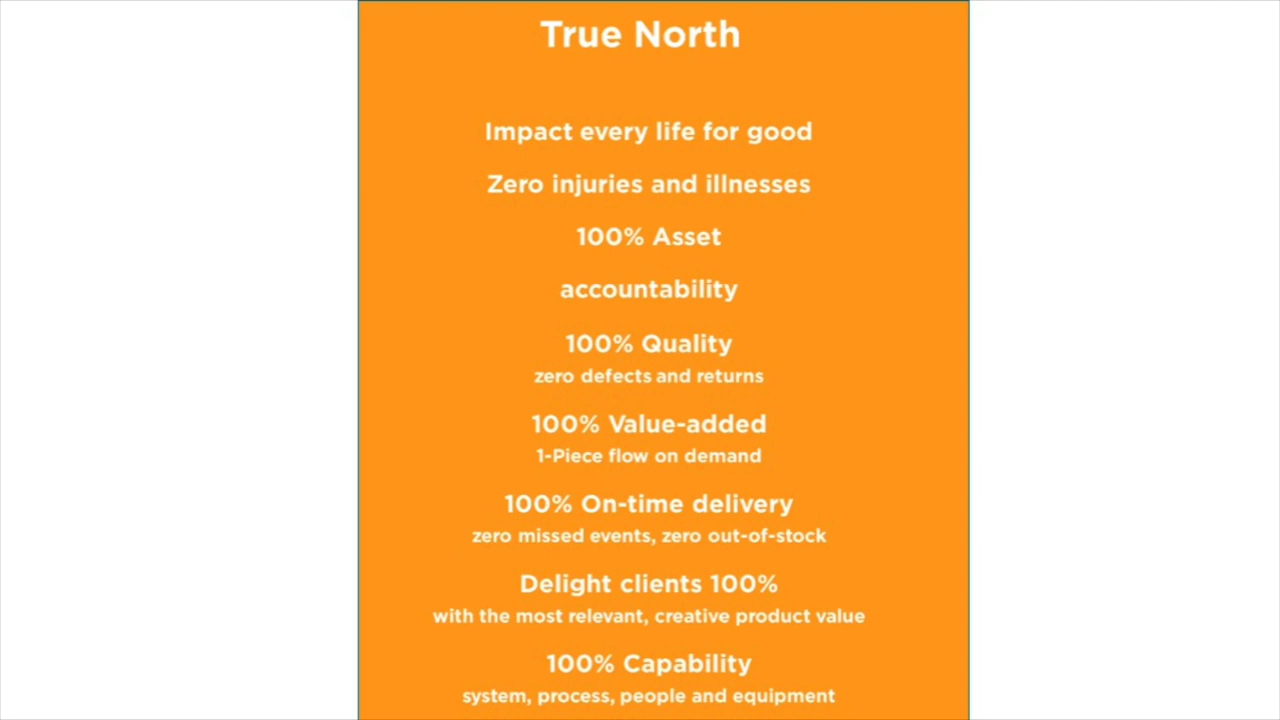 True North
Impact every life for good
Zero injuries and illnesses
100% Asset
accountability
100% Quality
zero defects and returns
100% Value-added
1-Piece flow on demand
100% On-time delivery
zero missed events, zero out-of-stock
Delight clients 100%
with the most relevant, creative product value
100% Capability
system, process, people and equipment